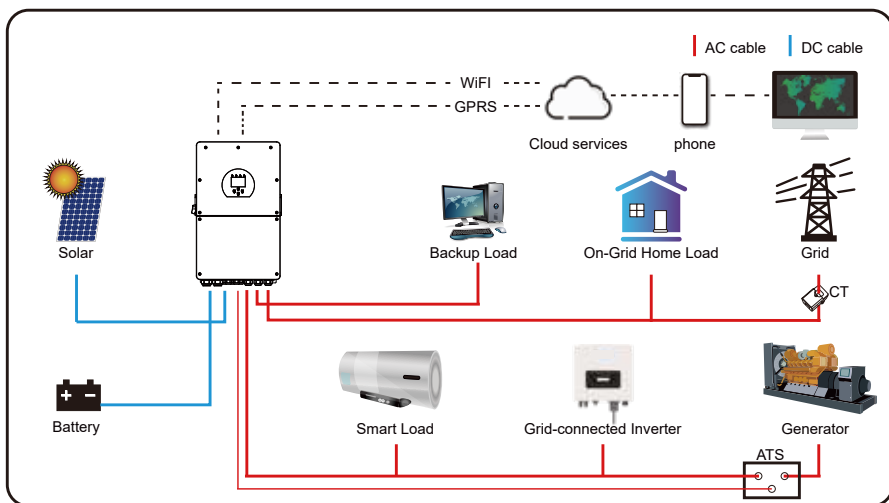 AC cable
DC cable
WiFI
GPRS
Cloud services
phone
Solar
Backup Load
On-Grid Home Load
Grid
CT
Battery
Smart Load
Grid-connected Inverter
Generator
ATS